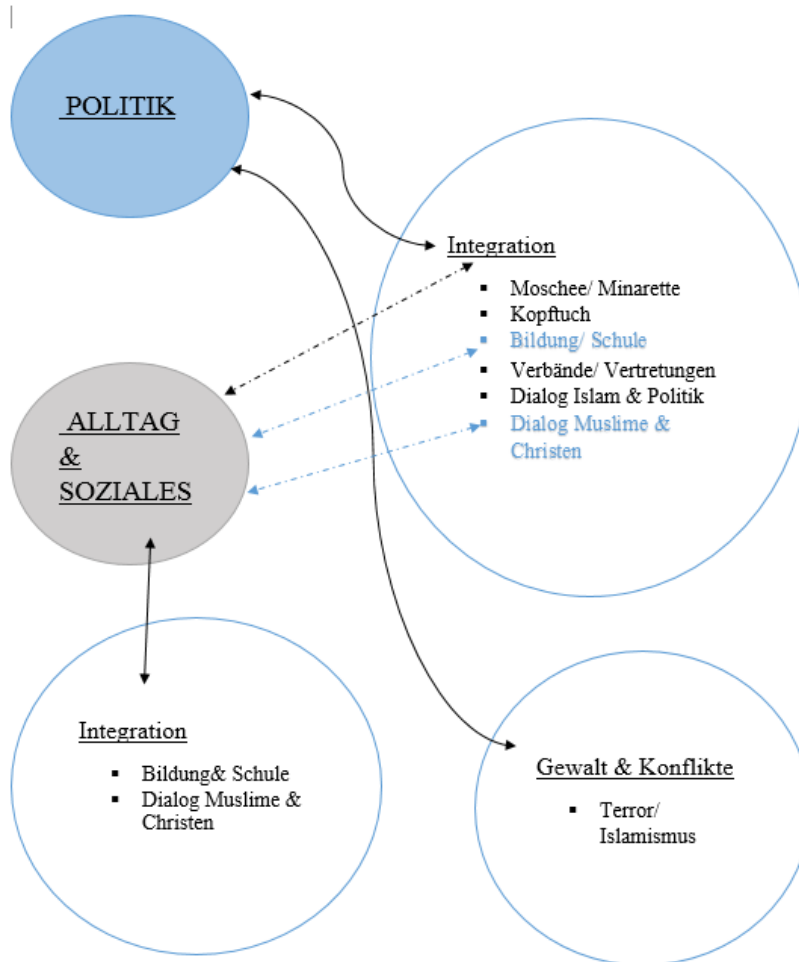 POLITIK
Integration
▪ Moschee/ Minarette
▪ Kopftuch
▪ Bildung/ Schule
▪ Verbände/ Vertretungen
▪ Dialog Islam & Politik
▪ Dialog Muslime &
Christen
ALLTAG
&
SOZIALES
Integration
▪ Bildung& Schule
▪ Dialog Muslime &
Christen
Gewalt & Konflikte
▪ Terror/
Islamismus